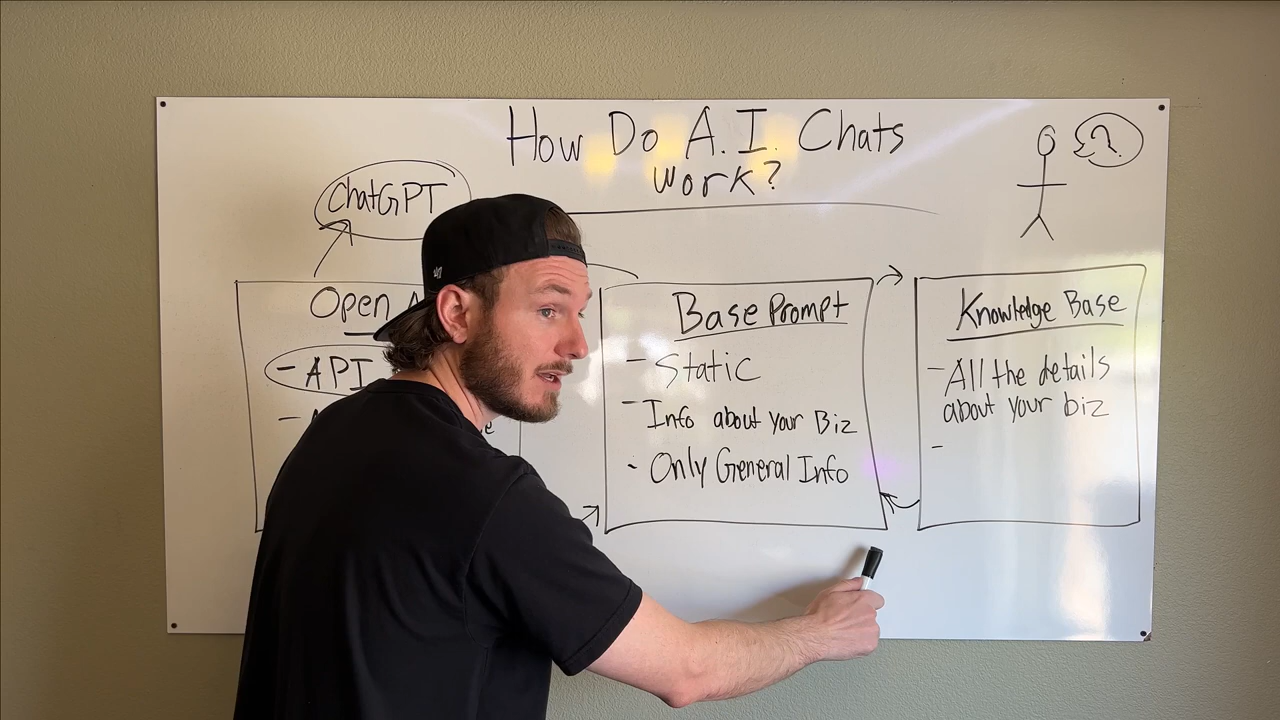 How Do A.I. Chats
Work?
?
ChatGPT
Open A
- API
-
Base Prompt
- Static
- Info about your Biz
- Only General Info
Knowledge Base
- All the details
about your biz
-
47